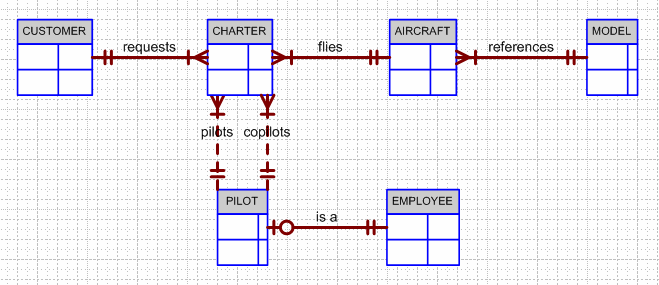 CUSTOMER
requests
CHARTER
flies
AIRCRAFT
references
MODEL
pilots
copilots
PILOT
is a
EMPLOYEE